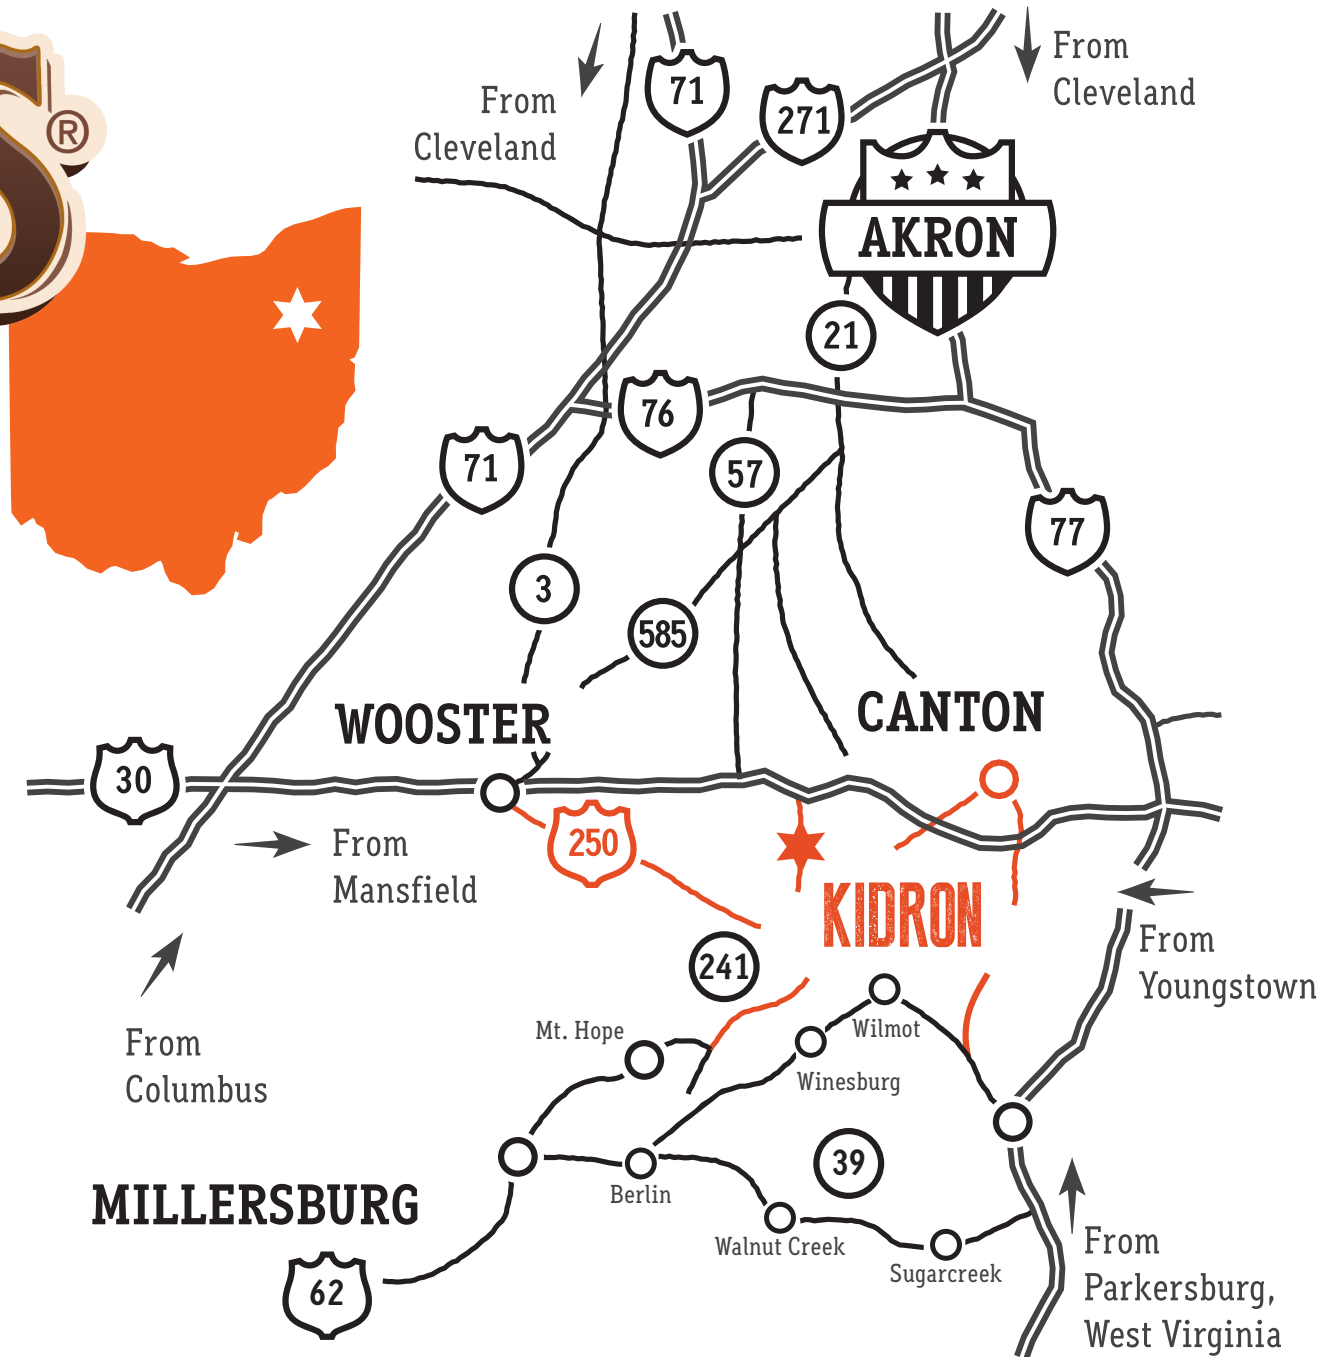 ®
From
Cleveland
71
271
From
Cleveland
AKRON
21
76
57
71
77
3
585
WOOSTER
CANTON
30
250
From
Mansfield
KIDRON
241
From
Youngstown
From
Columbus
Mt. Hope
Wilmot
Winesburg
39
Berlin
MILLERSBURG
Walnut Creek
Sugarcreek
62
From
Parkersburg,
West Virginia